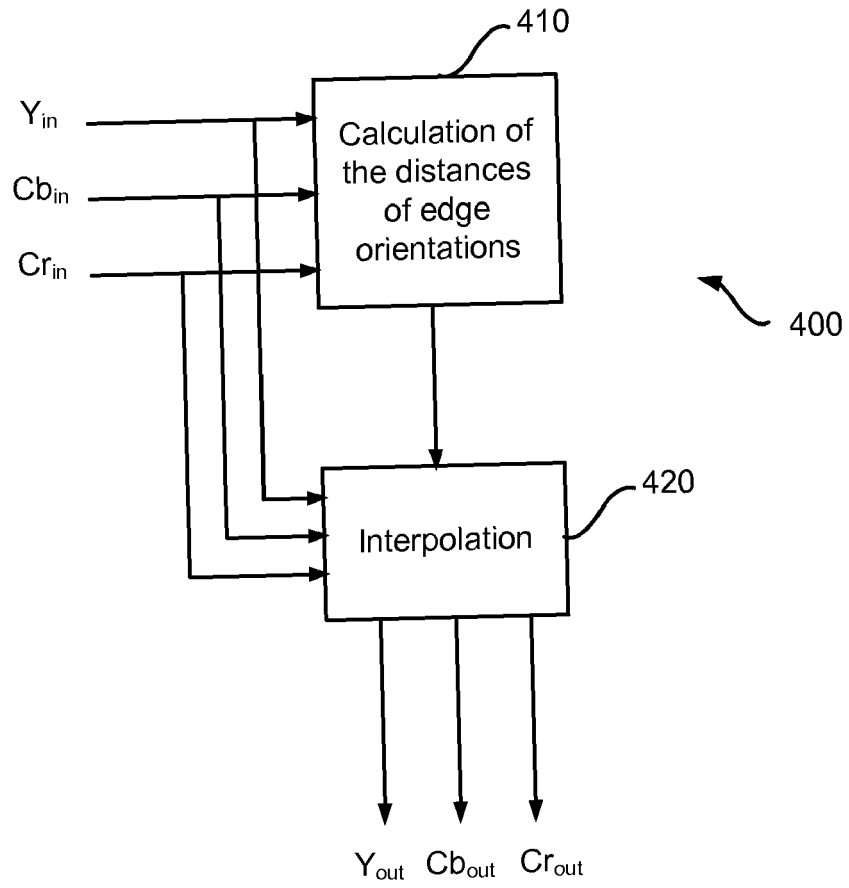 410
Yin
Calculation of
the distances
of edge
orientations
Cbin
Crin
400
420
Interpolation
Yout Cbout Crout